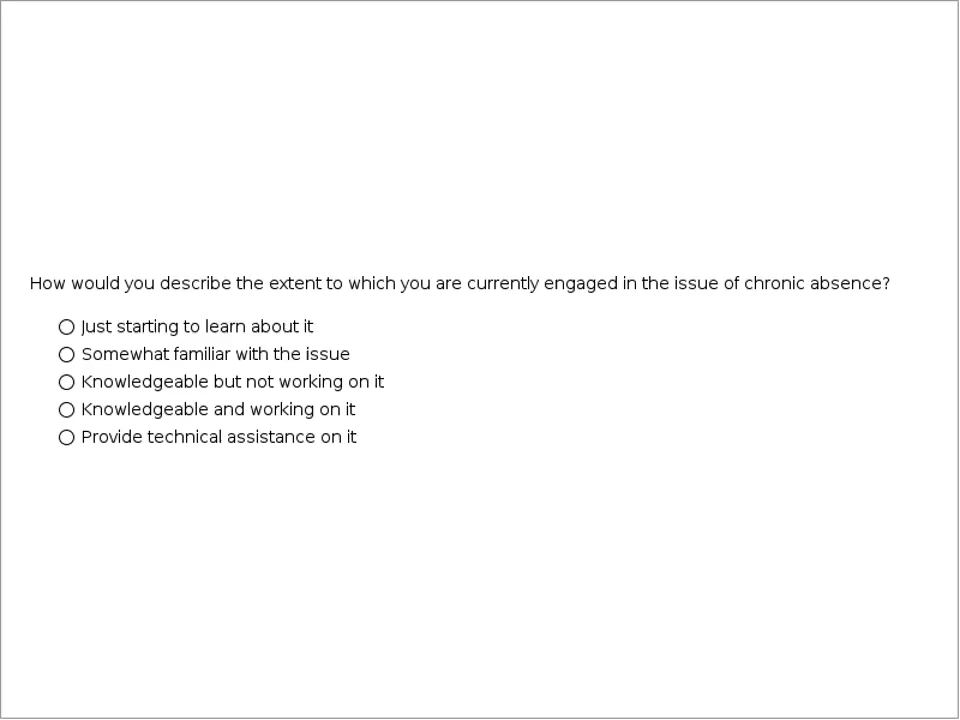 How would you describe the extent to which you are currently engaged in the issue of chronic absence?
Just starting to learn about it
Somewhat familiar with the issue
Knowledgeable but not working on it
Knowledgeable and working on it
Provide technical assistance on it